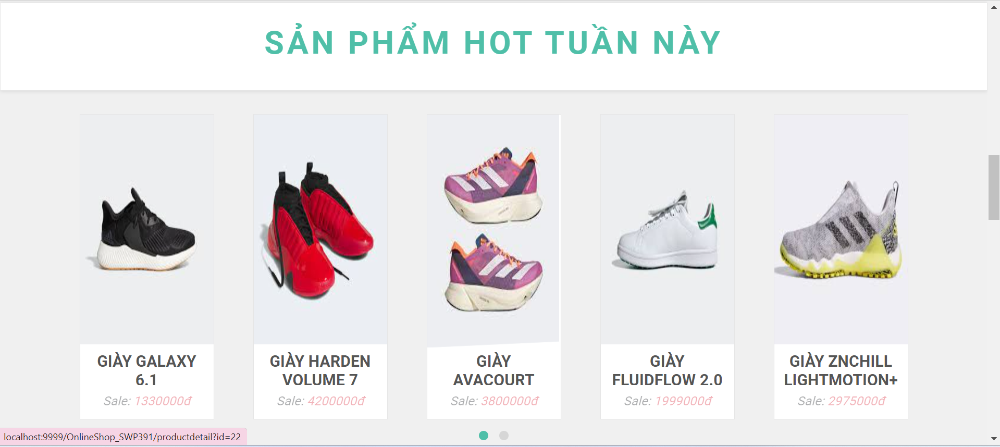 SẢN PHẨM HOT TUẦN NÀY
GIÀY GALAXY
6.1
Sale: 1330000đ
GIÀY HARDEN
VOLUME 7
Sale: 4200000đ
GIÀY
AVACOURT
Sale: 3800000đ
GIÀY
FLUIDFLOW 2.0
Sale: 1999000đ
GIÀY ZNCHILL
LIGHTMOTION+
Sale: 2975000đ
localhost:9999/OnlineShop_SWP391/productdetail?id=22